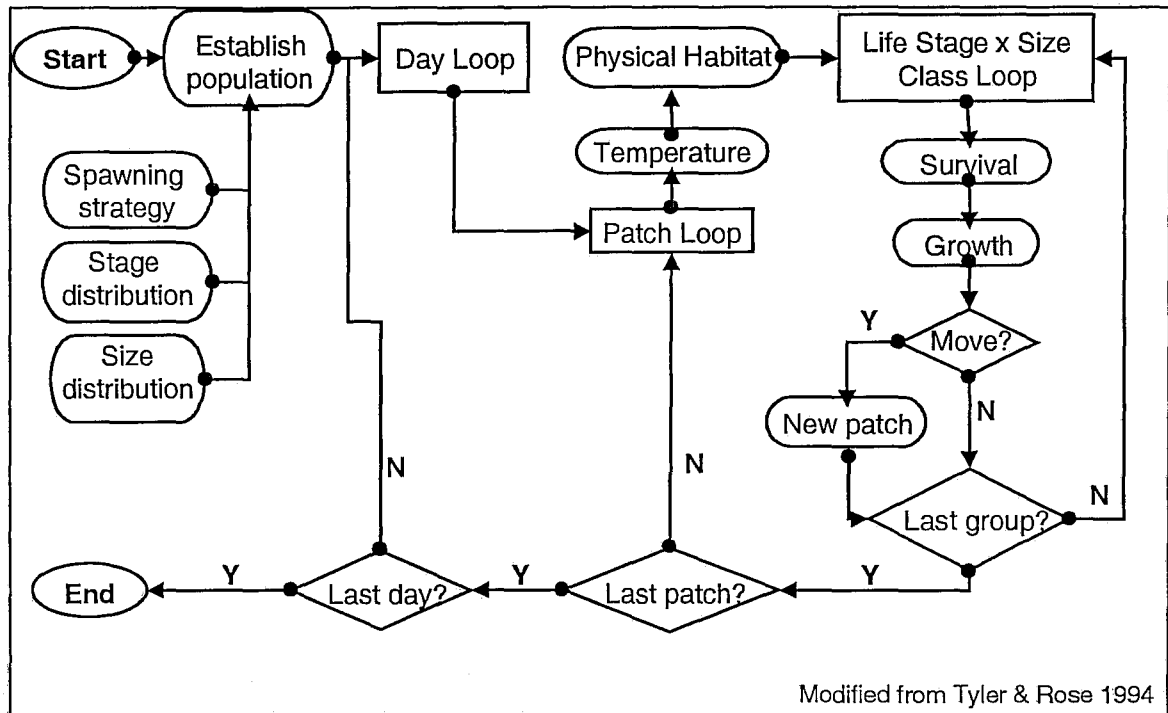 Start
Establish
population
Day Loop
Physical Habitat
Life Stage x Size
Class Loop
Temperature
Survival
Spawning
strategy
Patch Loop
Growth
Stage
distribution
Y
Move?
Size
distribution
N
New patch
N
N
N
Last group?
End
Y
Last day?
Y
Last patch?
Y
Modified from Tyler & Rose 1994